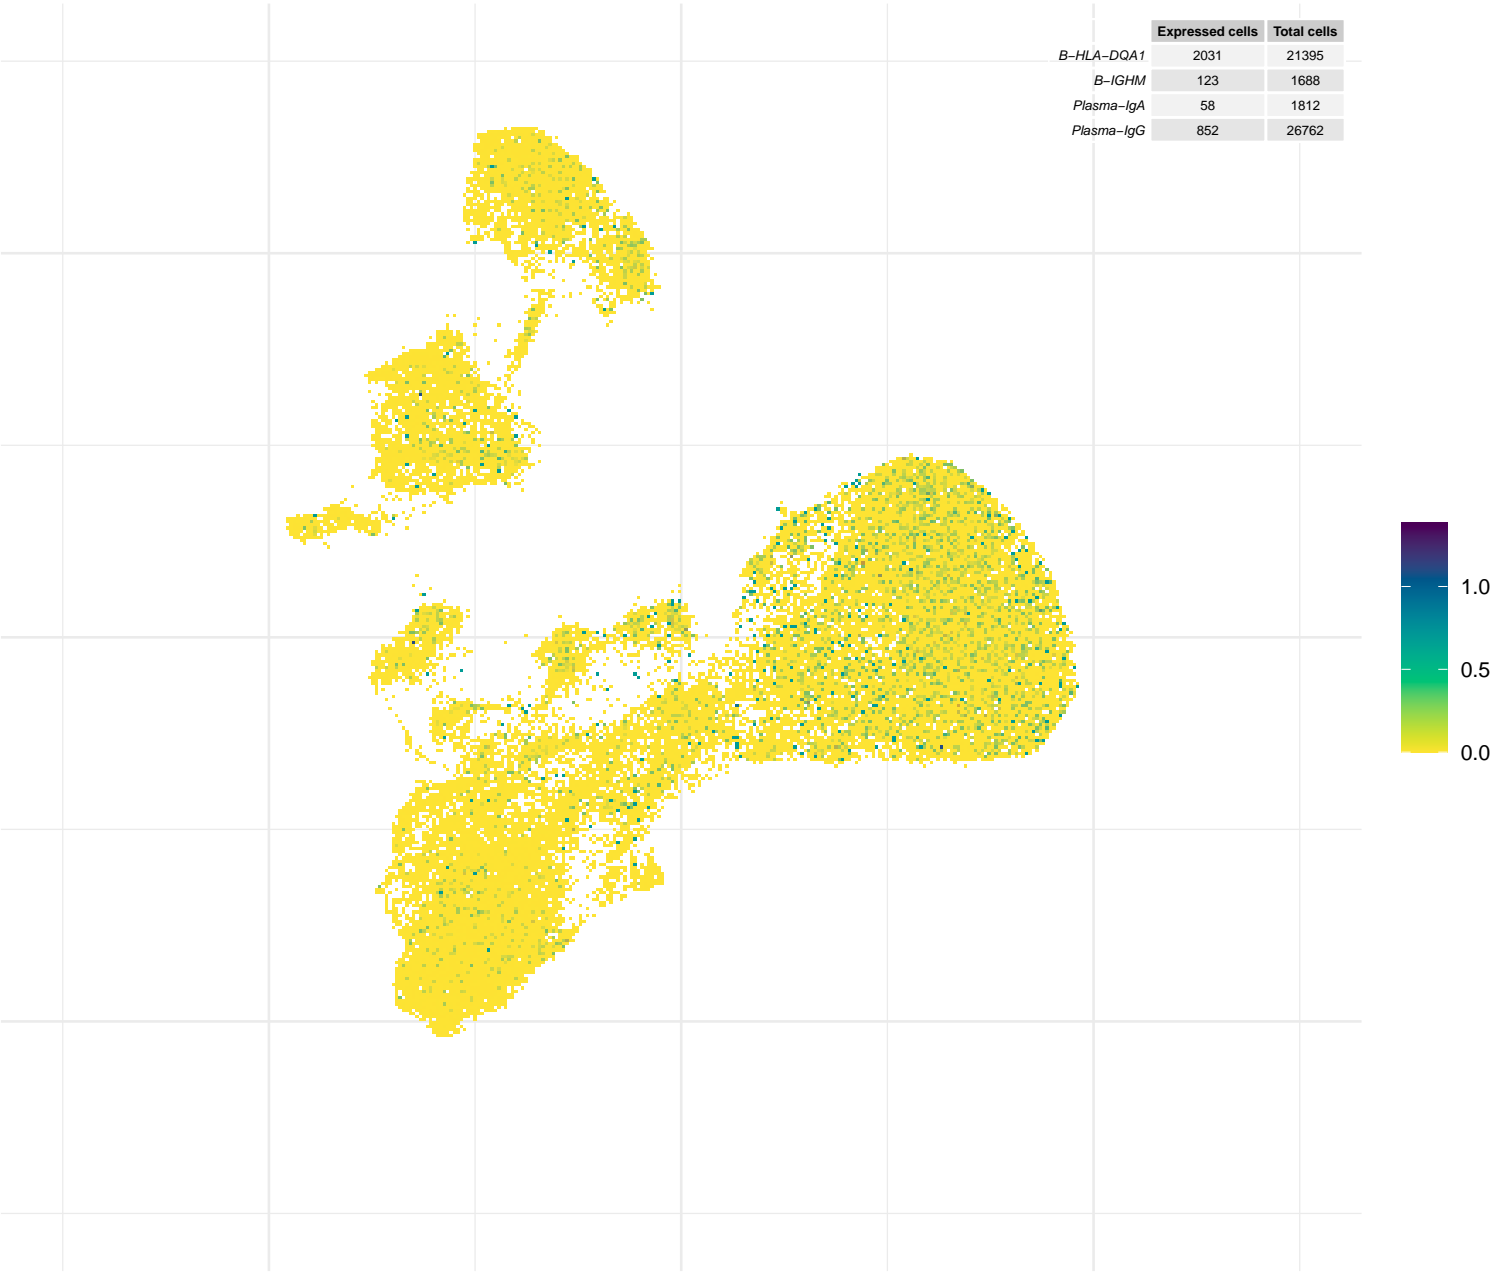 Expressed cells Total cells
B−HLA−DQA1 2031 21395
B−IGHM 123 1688
Plasma−IgA 58 1812
Plasma−IgG 852 26762
1.0
0.5
0.0